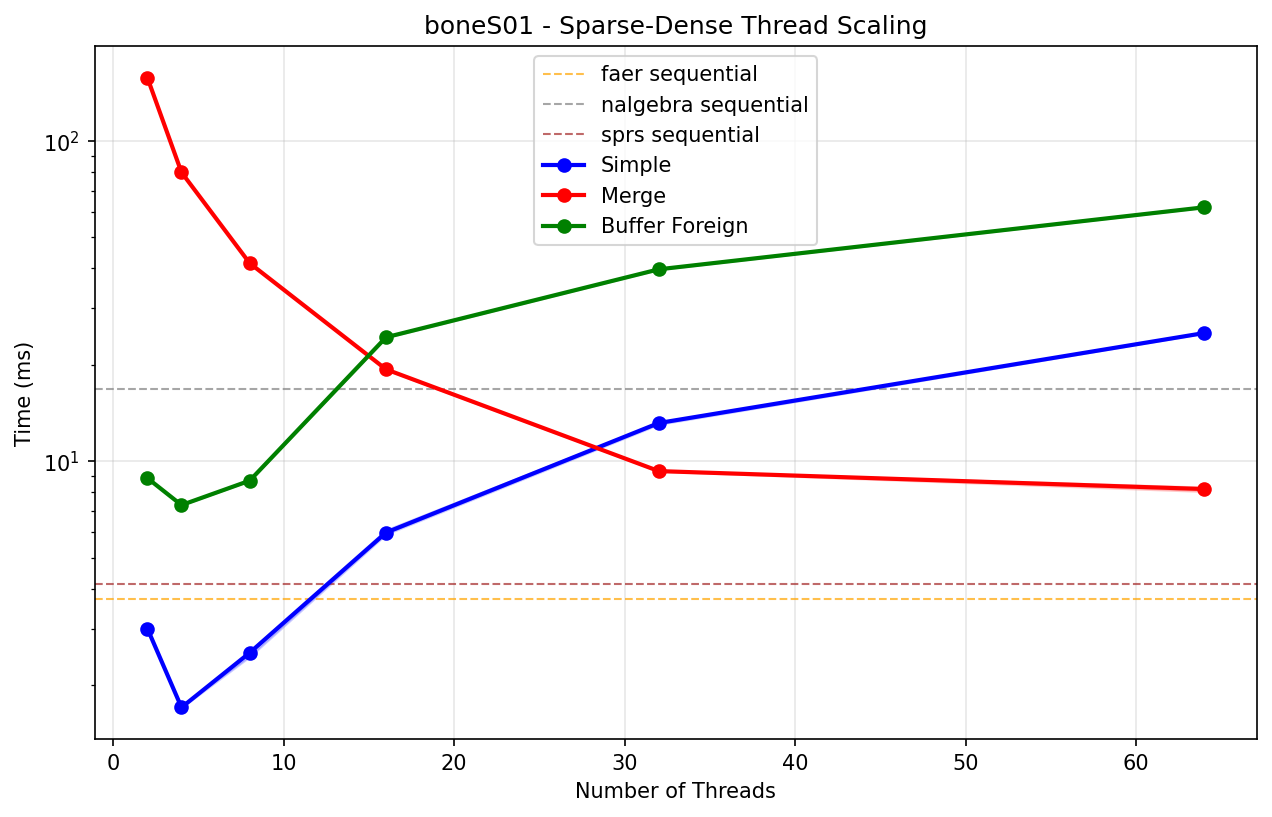 boneS01 - Sparse-Dense Thread Scaling
faer sequential
nalgebra sequential
sprs sequential
Simple
Merge
Buffer Foreign
Time (ms)
10²
10¹
0 10 20 30 40 50 60
Number of Threads